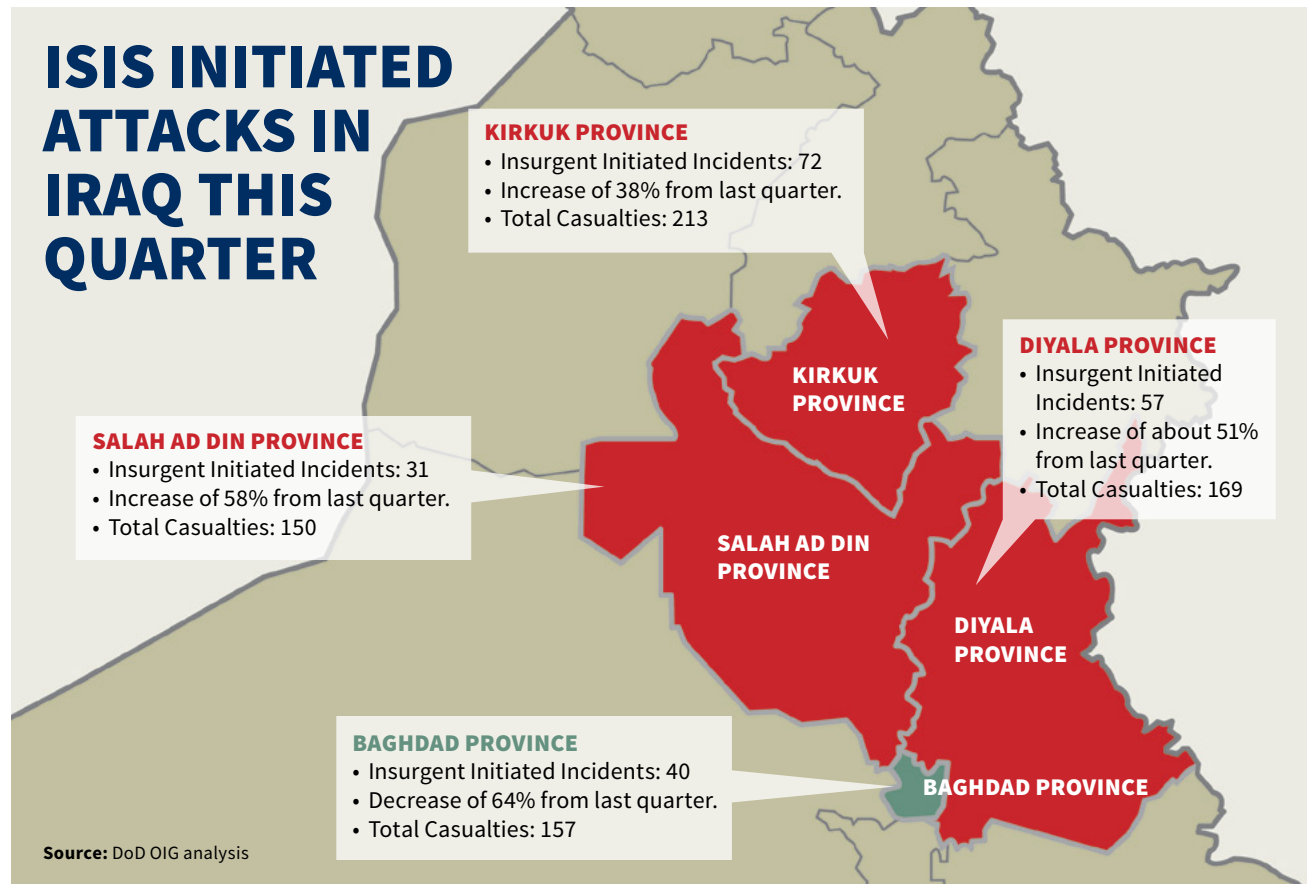 ISIS INITIATED
ATTACKS IN
IRAQ THIS
QUARTER
KIRKUK PROVINCE
• Insurgent Initiated Incidents: 72
• Increase of 38% from last quarter.
• Total Casualties: 213
DIYALA PROVINCE
• Insurgent Initiated
Incidents: 57
• Increase of about 51%
from last quarter.
• Total Casualties: 169
KIRKUK
PROVINCE
SALAH AD DIN PROVINCE
• Insurgent Initiated Incidents: 31
• Increase of 58% from last quarter.
• Total Casualties: 150
SALAH AD DIN
PROVINCE
DIYALA
PROVINCE
BAGHDAD PROVINCE
• Insurgent Initiated Incidents: 40
• Decrease of 64% from last quarter.
• Total Casualties: 157
BAGHDAD PROVINCE
Source: DoD OIG analysis